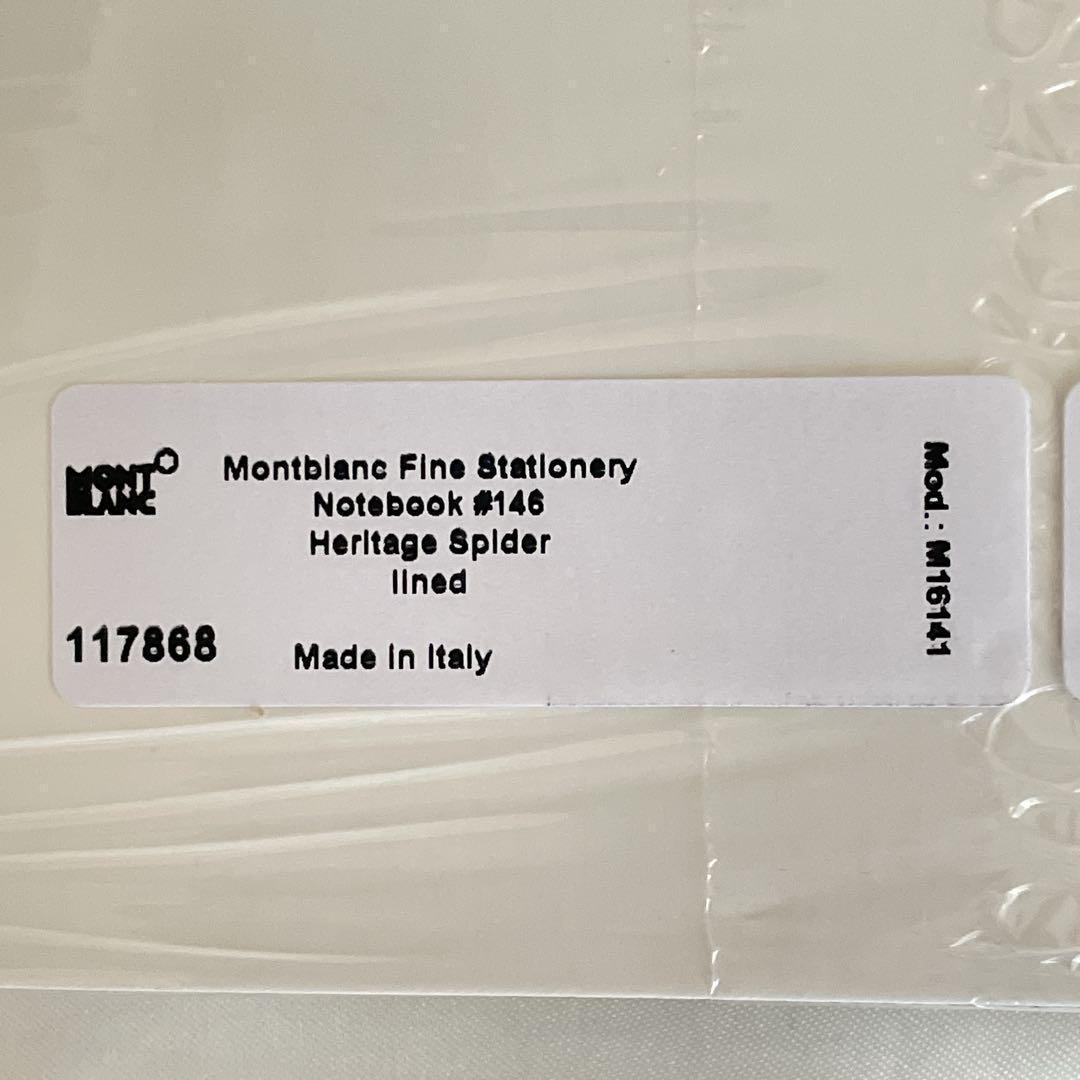 MONT
BLANC
Montblanc Fine Stationery
Notebook #146
Heritage Spider
lined
117868
Made in Italy
Mod.: M16141